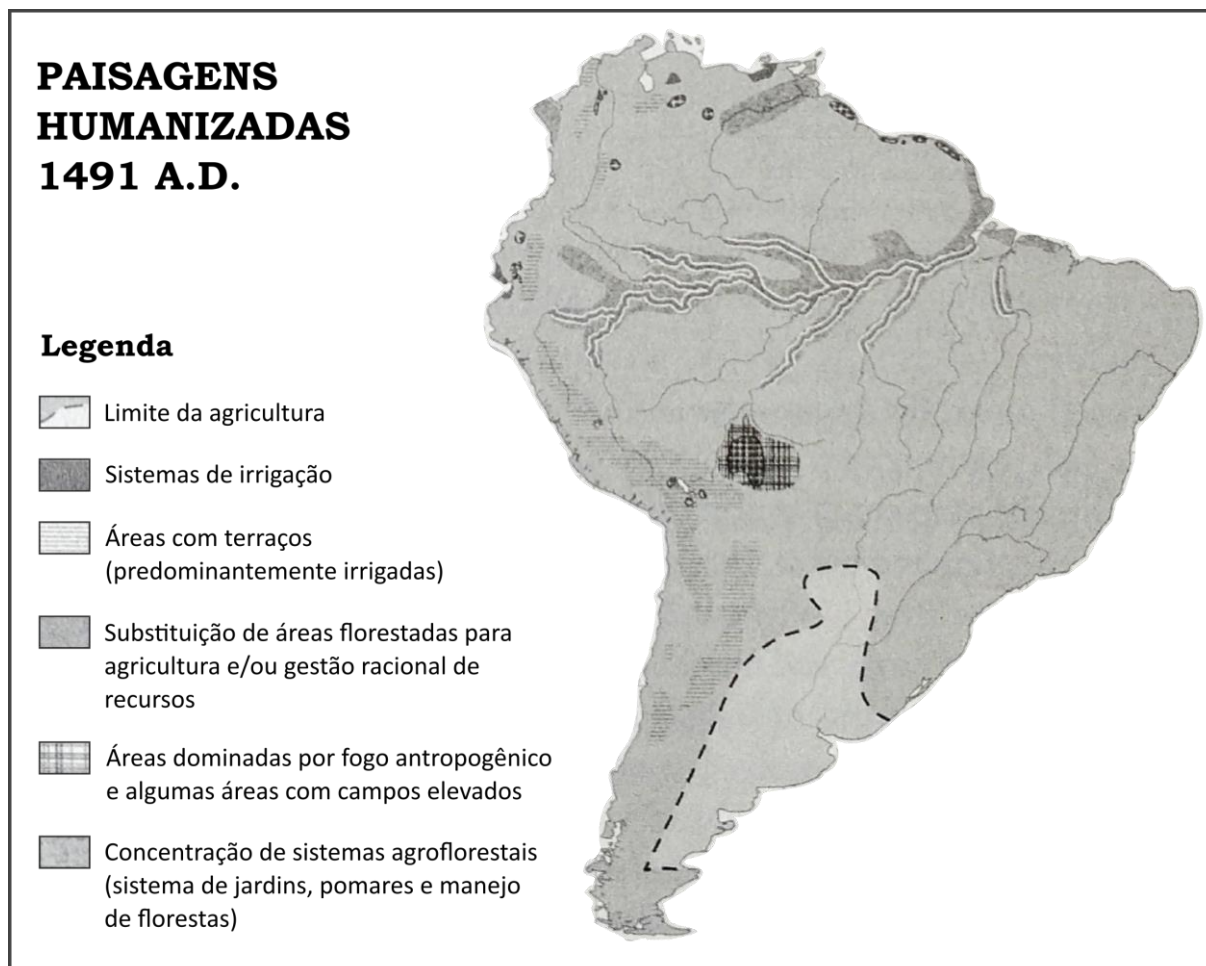 PAISAGENS
HUMANIZADAS
1491 A.D.
Legenda
Limite da agricultura
Sistemas de irrigação
Áreas com terraços
(predominantemente irrigadas)
Substituição de áreas florestadas para
agricultura e/ou gestão racional de
recursos
Áreas dominadas por fogo antropogênico
e algumas áreas com campos elevados
Concentração de sistemas agroflorestais
(sistema de jardins, pomares e manejo
de florestas)